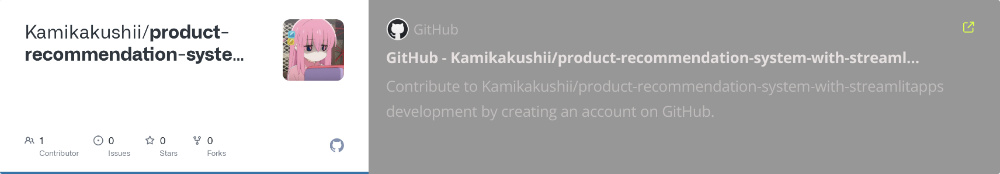 Kamikakushii/product-
recommendation-syste...
1
Contributor
0
Issues
0
Stars
0
Forks
GitHub
GitHub - Kamikakushii/product-recommendation-system-with-streaml...
Contribute to Kamikakushii/product-recommendation-system-with-streamlitapps
development by creating an account on GitHub.